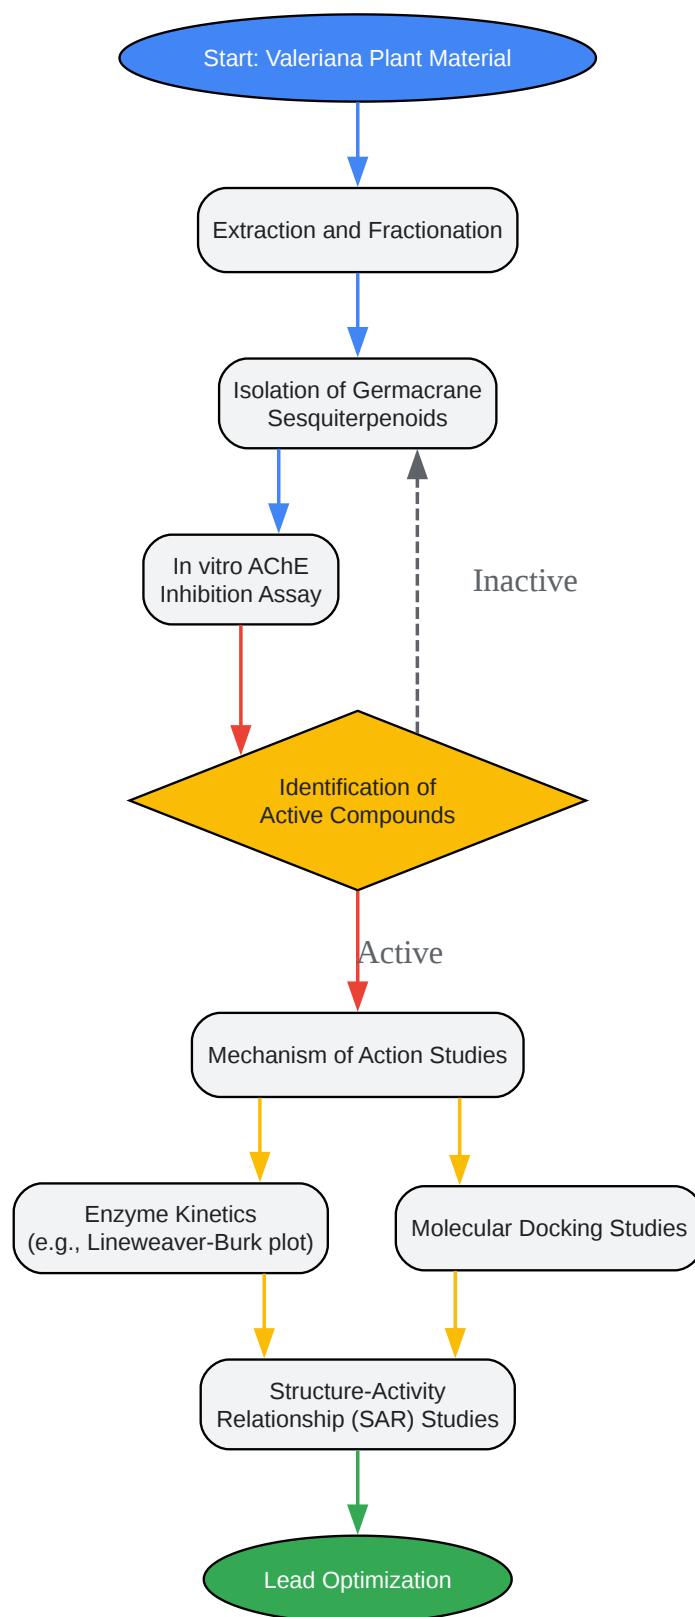 Start: Valeriana Plant Material
Extraction and Fractionation
Isolation of Germacrane
Sesquiterpenoids
In vitro AChE
Inhibition Assay
Inactive
Identification of
Active Compounds
Active
Mechanism of Action Studies
Enzyme Kinetics
(e.g., Lineweaver-Burk plot)
Molecular Docking Studies
Structure-Activity
Relationship (SAR) Studies
Lead Optimization